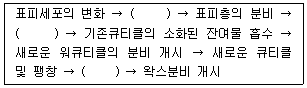 표피세포의 변화 → (      ) → 표피층의 분비 →
(      ) → 기존큐티클의 소화된 잔여물 흡수 →
새로운 워큐티클의 분비 개시 → 새로운 큐티클
및 팽창 → (      ) → 왁스분비 개시